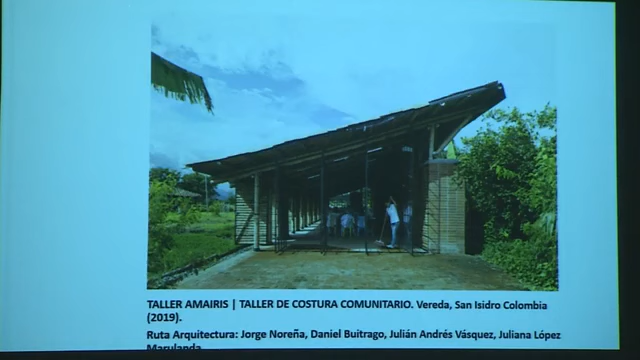 TALLER AMAIRIS | TALLER DE COSTURA COMUNITARIO. Vereda, San Isidro Colombia
(2019).
Ruta Arquitectura: Jorge Noreña, Daniel Buitrago, Julián Andrés Vásquez, Juliana López
Marulanda